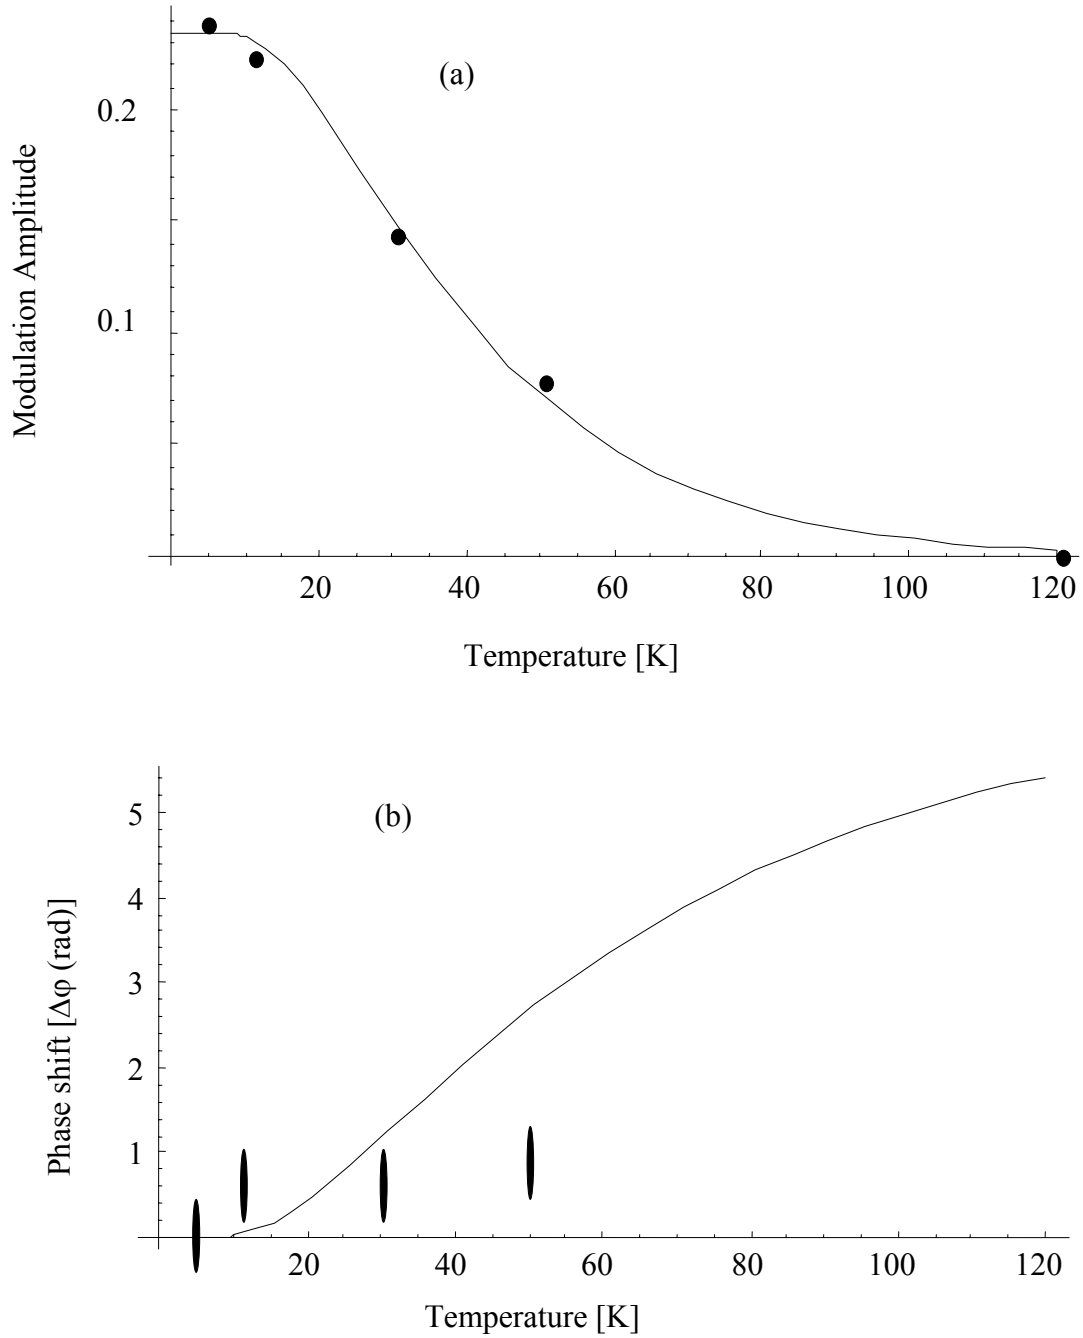 (a)
Modulation Amplitude
0.2
0.1
20 40 60 80 100 120
Temperature [K]
(b)
Phase shift [Δφ (rad)]
5
4
3
2
1
20 40 60 80 100 120
Temperature [K]